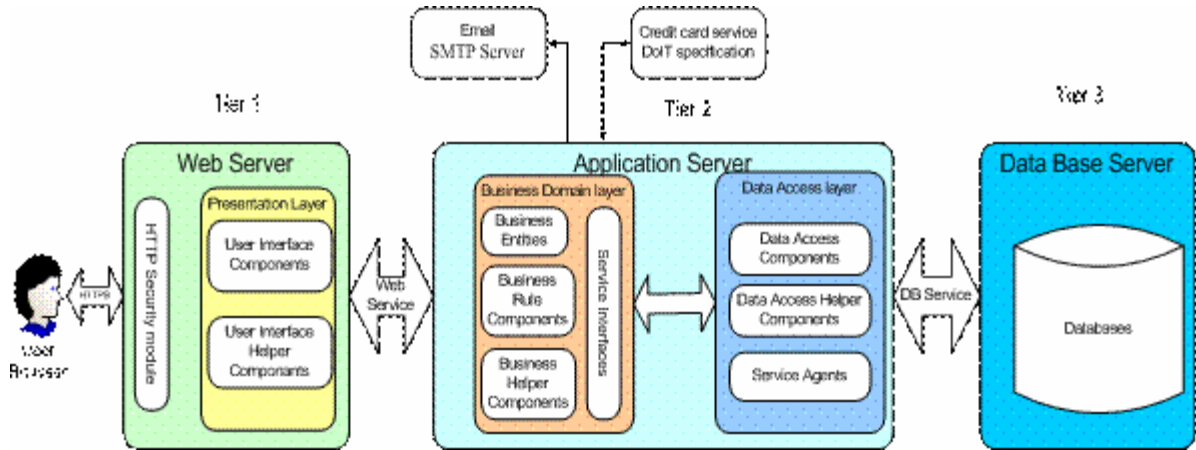 Email
SMTP Server
Credit card service
DoIT specification
Tier 1
Tier 2
Tier 3
Web Server
HTTP Security module
Presentation Layer
User Interface
Components
User Interface
Helper
Components
HTTPS
User
Browser
Web
Service
Application Server
Business Domain layer
Business
Entities
Business
Rule
Components
Business
Helper
Components
Service Interfaces
Data Access layer
Data Access
Components
Data Access Helper
Components
Service Agents
DB Service
Data Base Server
Databases